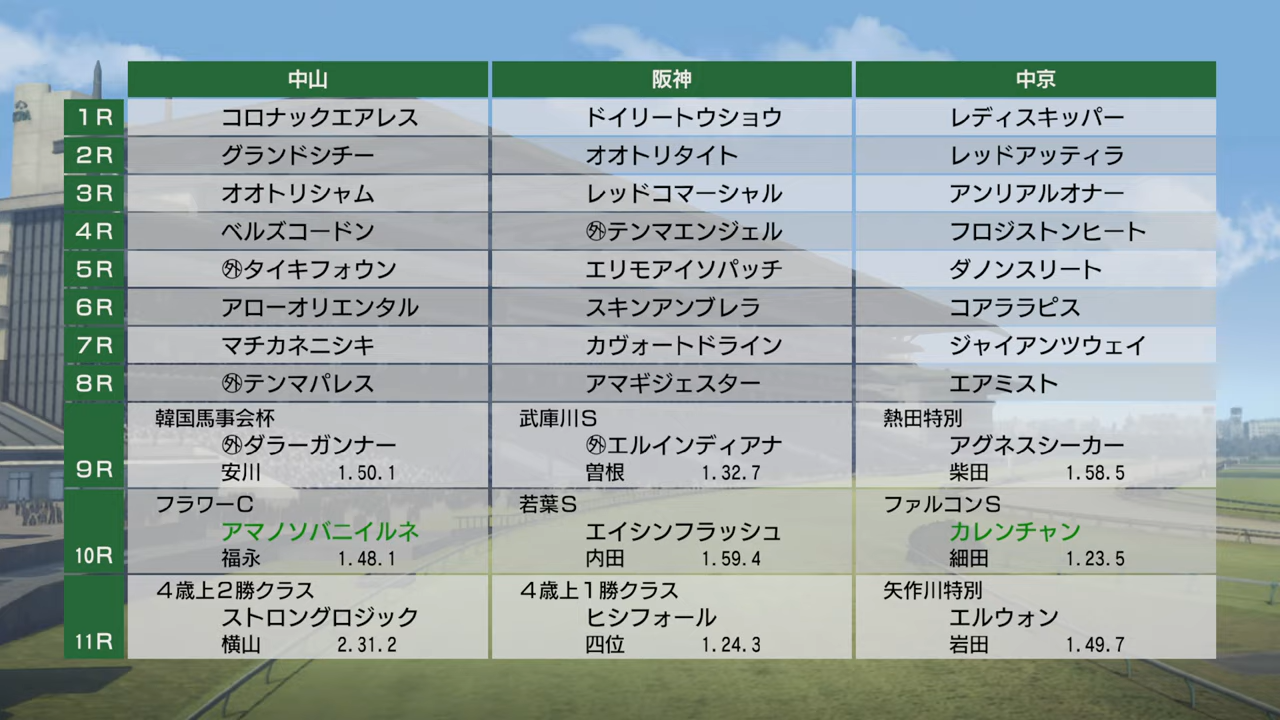 中山 阪神 中京
1R コロナックエアレス ドイリートウショウ レディスキッパー
2R グランドシチー オオトリタイト レッドアッティラ
3R オオトリシャム レッドコマーシャル アンリアルオナー
4R ベルズコードン ㊕テンマエンジェル フロジストンヒート
5R 外タイキフォウン エリモアイソパッチ ダノンスリート
6R アローオリエンタル スキンアンブレラ コアララピス
7R マチカネニシキ カヴォートドライン ジャイアンツウェイ
8R 外テンマパレス アマギジェスター エアミスト
韓国馬事会杯 武庫川S 熱田特別
外ダラーガンナー 外エルインディアナ アグネスシーカー
9R 安川 1.50.1 曽根 1.32.7 柴田 1.58.5
フラワーC 若葉S ファルコンS
アマノソバニイルネ エイシンフラッシュ カレンチャン
10R 福永 1.48.1 内田 1.59.4 細田 1.23.5
4歳上2勝クラス 4歳上1勝クラス 矢作川特別
ストロングロジック ヒシフォール エルウォン
11R 横山 2.31.2 四位 1.24.3 岩田 1.49.7